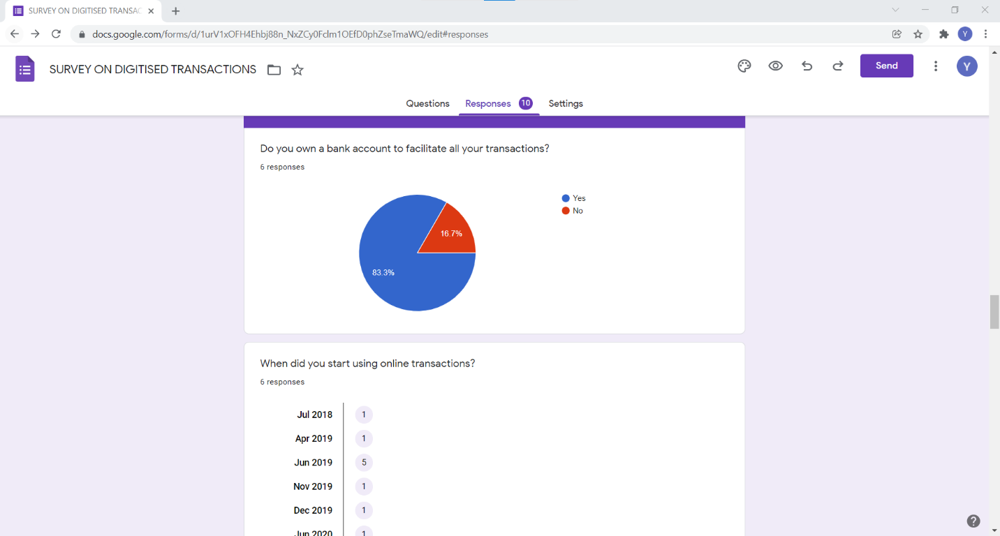 SURVEY ON DIGITISED TRANSAC
docs.google.com/forms/d/1urV1xOFH4Ehbj88n_NxZCy0Fclm1OEfD0phZseTmaWQ/edit#responses
Y
SURVEY ON DIGITISED TRANSACTIONS
Send
Y
Questions
Responses 10
Settings
Do you own a bank account to facilitate all your transactions?
6 responses
Yes
No
16.7%
83.3%
When did you start using online transactions?
6 responses
Jul 2018 1
Apr 2019 1
Jun 2019 5
Nov 2019 1
Dec 2019 1
Jun 2020 1